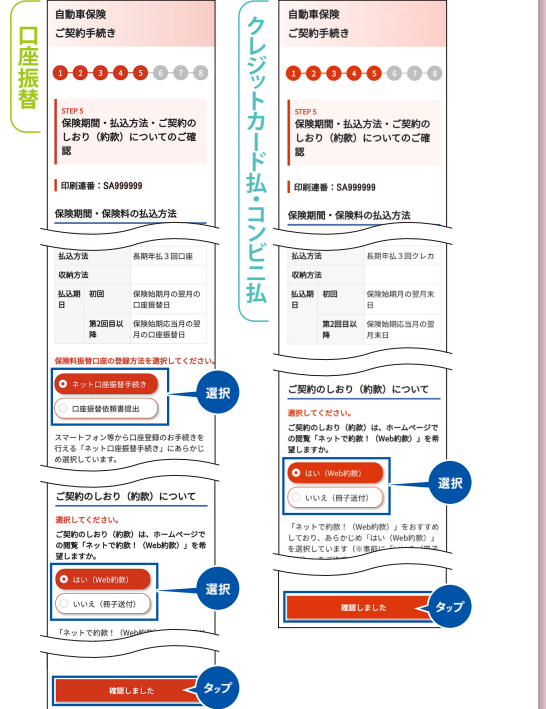 口座振替
自動車保険
ご契約手続き
1 2 3 4 5 6 7 8
STEP 5
保険期間・払込方法・ご契約の
しおり（約款）についてのご確
認
印刷連番：SA999999
保険期間・保険料の払込方法
払込方法 長期年払３回口座
収納方法
払込期日 初回 保険始期月の翌月の口座振替日
第2回目以降 保険始期応当月の翌月の口座振替日
保険料振替口座の登録方法を選択してください。
ネット口座振替手続き
口座振替依頼書提出
選択
スマートフォン等から口座登録のお手続きを
行える「ネット口座振替手続き」にあらかじ
め選択しています。
ご契約のしおり（約款）について
選択してください。
ご契約のしおり（約款）は、ホームページで
の閲覧「ネットで約款！（Web約款）」を希
望しますか。
はい（Web約款）
いいえ（冊子送付）
選択
「ネットで約款！（Web約
確認しました
タップ
クレジットカード払・コンビニ払
自動車保険
ご契約手続き
1 2 3 4 5 6 7 8
STEP 5
保険期間・払込方法・ご契約の
しおり（約款）についてのご確
認
印刷連番：SA999999
保険期間・保険料の払込方法
払込方法 長期年払３回クレカ
収納方法
払込期日 初回 保険始期月の翌月末日
第2回目以降 保険始期応当月の翌月末日
ご契約のしおり（約款）について
選択してください。
ご契約のしおり（約款）は、ホームページで
の閲覧「ネットで約款！（Web約款）」を希
望しますか。
はい（Web約款）
いいえ（冊子送付）
選択
「ネットで約款！（Web約款）」をおすすめ
しており、あらかじめ「はい（Web約款）」
を選択しています（※事前に
確認しました
タップ